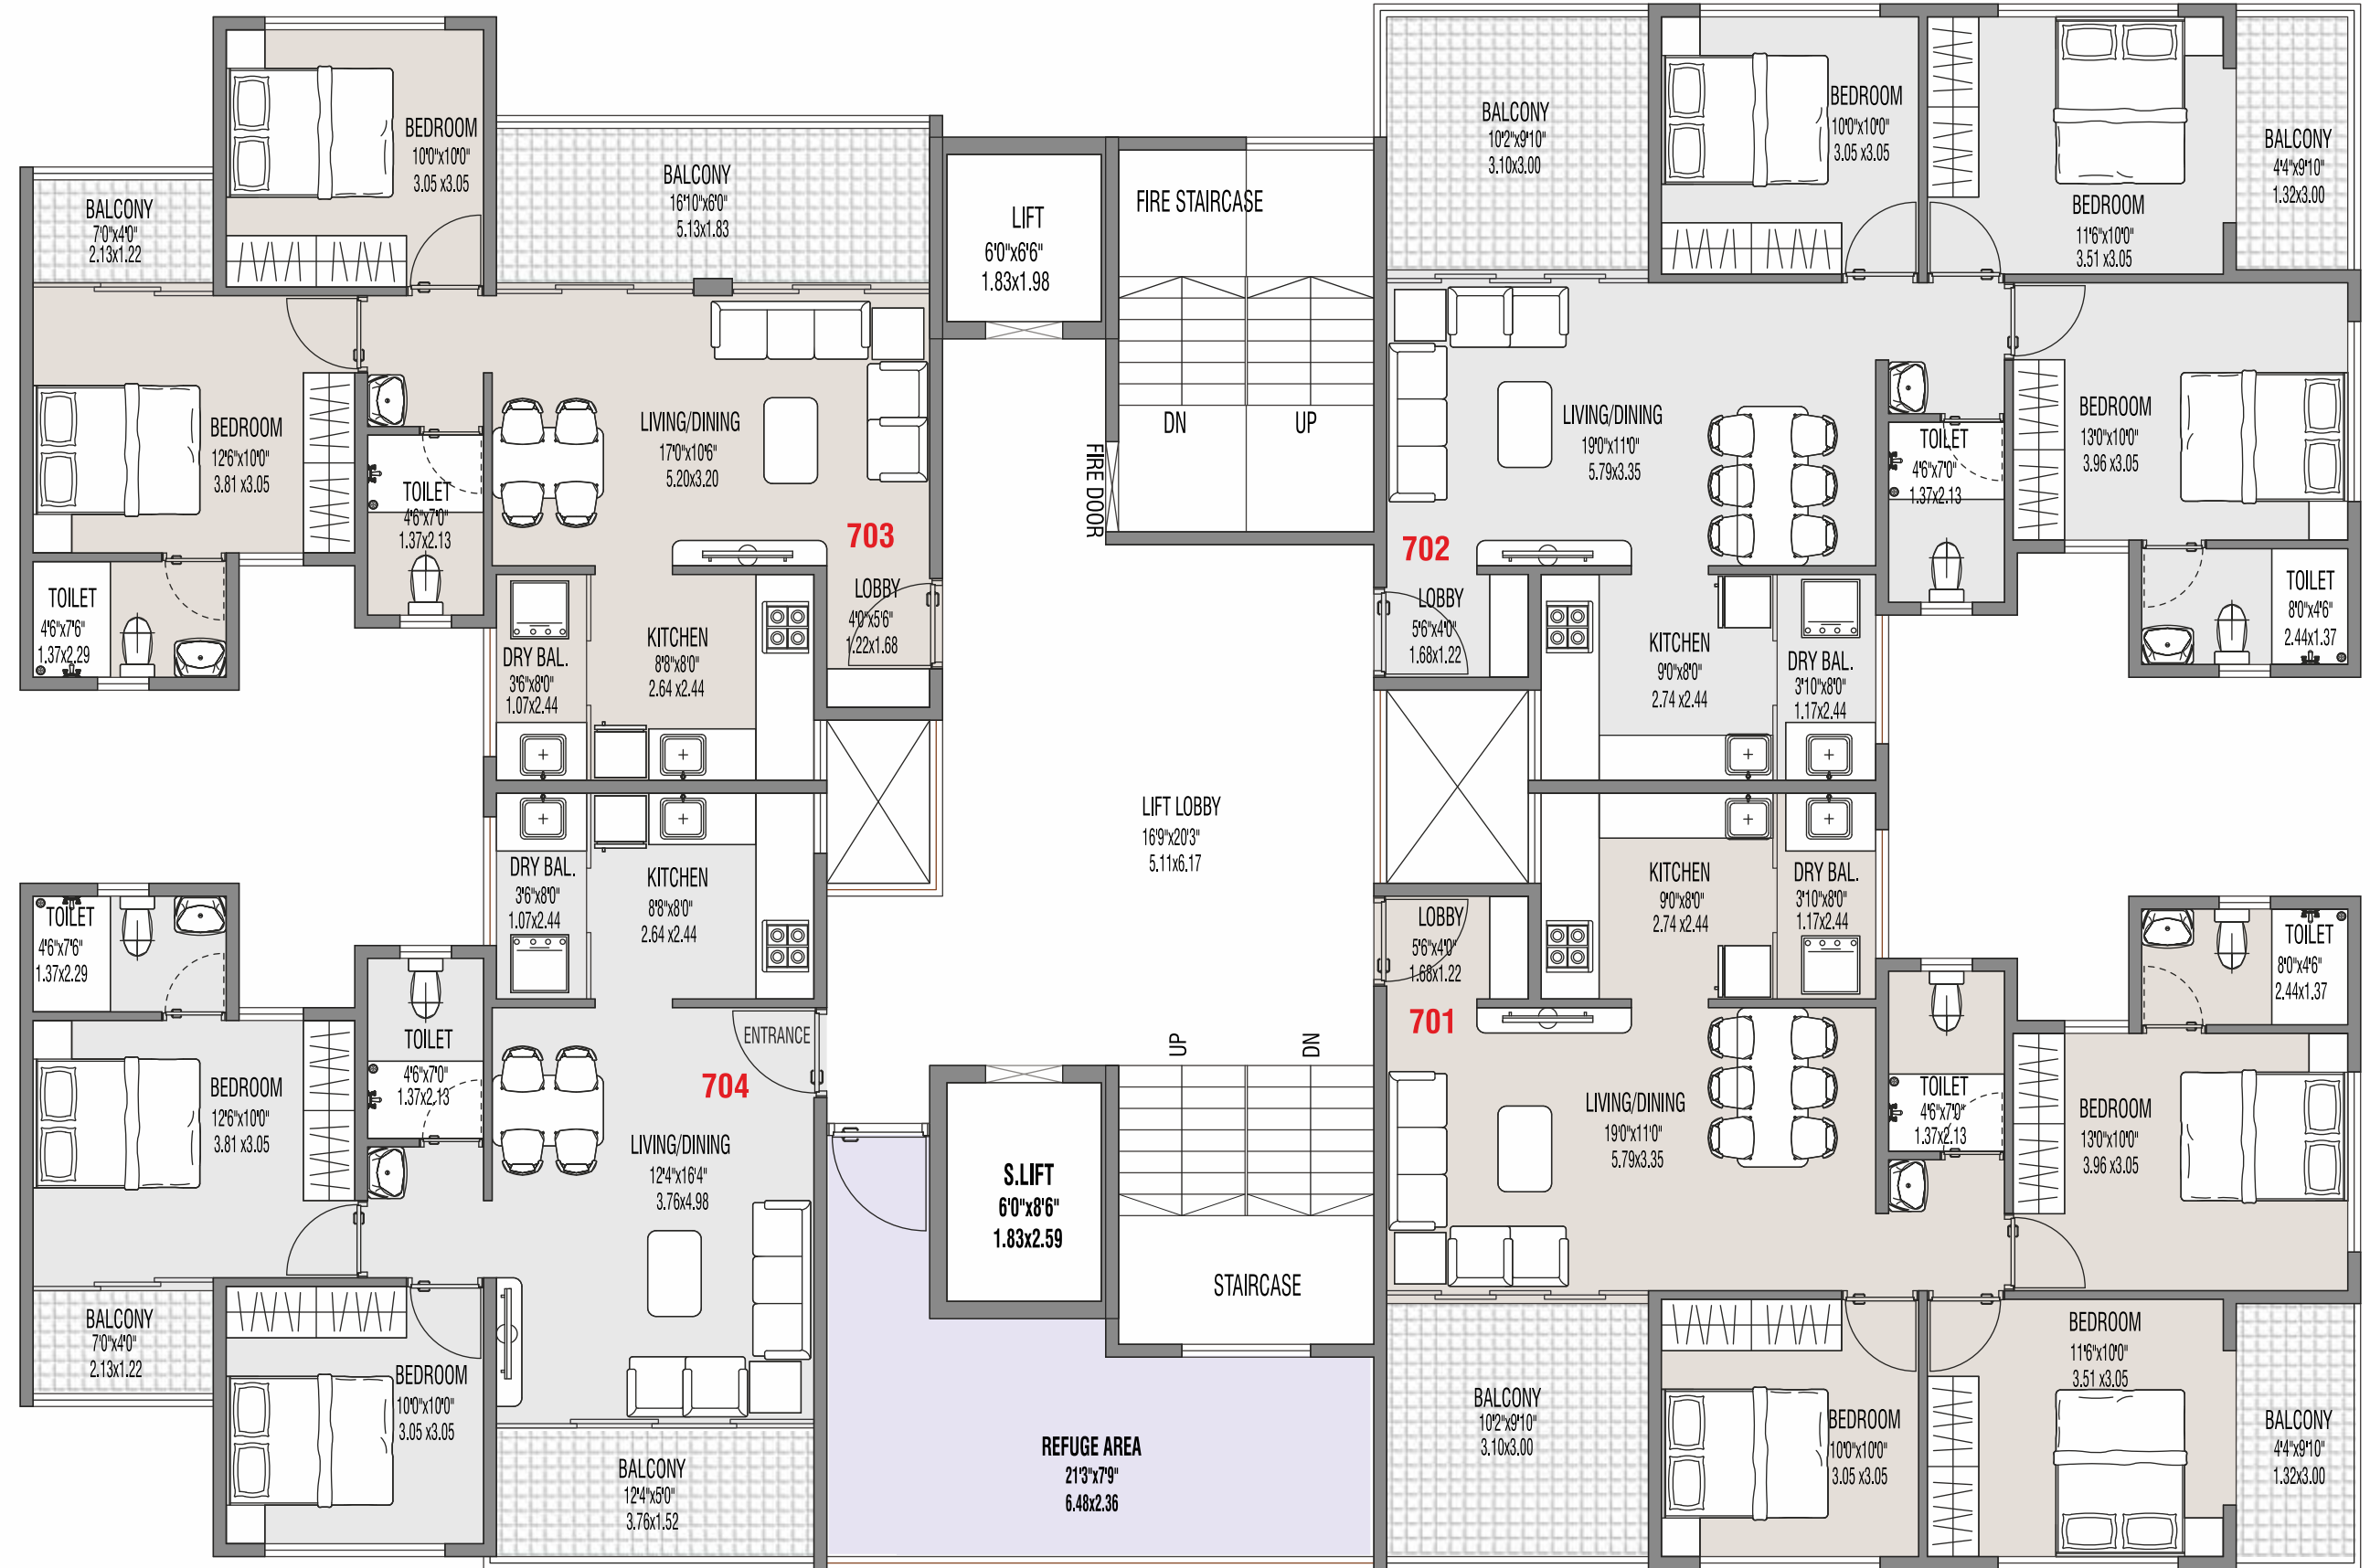 BEDROOM
10'0"x10'0"
3.05 x3.05
BALCONY
7'0"x4'0"
2.13x1.22
BALCONY
16'10"x6'0"
5.13x1.83
BEDROOM
12'6"x10'0"
3.81 x3.05
TOILET
4'6"x7'0"
1.37x2.13
LIVING/DINING
17'0"x10'6"
5.20x3.20
703
LOBBY
4'0"x5'6"
1.22x1.68
TOILET
4'6"x7'6"
1.37x2.29
DRY BAL.
3'6"x8'0"
1.07x2.44
KITCHEN
8'8"x8'0"
2.64 x2.44
LIFT
6'0"x6'6"
1.83x1.98
FIRE STAIRCASE
DN
UP
FIRE DOOR
BALCONY
10'2"x9'10"
3.10x3.00
BEDROOM
10'0"x10'0"
3.05 x3.05
BEDROOM
11'6"x10'0"
3.51 x3.05
BALCONY
4'4"x9'10"
1.32x3.00
LIVING/DINING
19'0"x11'0"
5.79x3.35
TOILET
4'6"x7'0"
1.37x2.13
BEDROOM
13'0"x10'0"
3.96 x3.05
702
LOBBY
5'6"x4'0"
1.68x1.22
KITCHEN
9'0"x8'0"
2.74 x2.44
DRY BAL.
3'10"x8'0"
1.17x2.44
TOILET
8'0"x4'6"
2.44x1.37
LIFT LOBBY
16'9"x20'3"
5.11x6.17
TOILET
4'6"x7'6"
1.37x2.29
DRY BAL.
3'6"x8'0"
1.07x2.44
KITCHEN
8'8"x8'0"
2.64 x2.44
TOILET
4'6"x7'0"
1.37x2.13
ENTRANCE
704
BEDROOM
12'6"x10'0"
3.81 x3.05
LIVING/DINING
12'4"x16'4"
3.76x4.98
BALCONY
7'0"x4'0"
2.13x1.22
BEDROOM
10'0"x10'0"
3.05 x3.05
BALCONY
12'4"x5'0"
3.76x1.52
UP
DN
S.LIFT
6'0"x8'6"
1.83x2.59
STAIRCASE
REFUGE AREA
21'3"x7'9"
6.48x2.36
LOBBY
5'6"x4'0"
1.68x1.22
701
KITCHEN
9'0"x8'0"
2.74 x2.44
DRY BAL.
3'10"x8'0"
1.17x2.44
TOILET
8'0"x4'6"
2.44x1.37
LIVING/DINING
19'0"x11'0"
5.79x3.35
TOILET
4'6"x7'0"
1.37x2.13
BEDROOM
13'0"x10'0"
3.96 x3.05
BALCONY
10'2"x9'10"
3.10x3.00
BEDROOM
10'0"x10'0"
3.05 x3.05
BEDROOM
11'6"x10'0"
3.51 x3.05
BALCONY
4'4"x9'10"
1.32x3.00